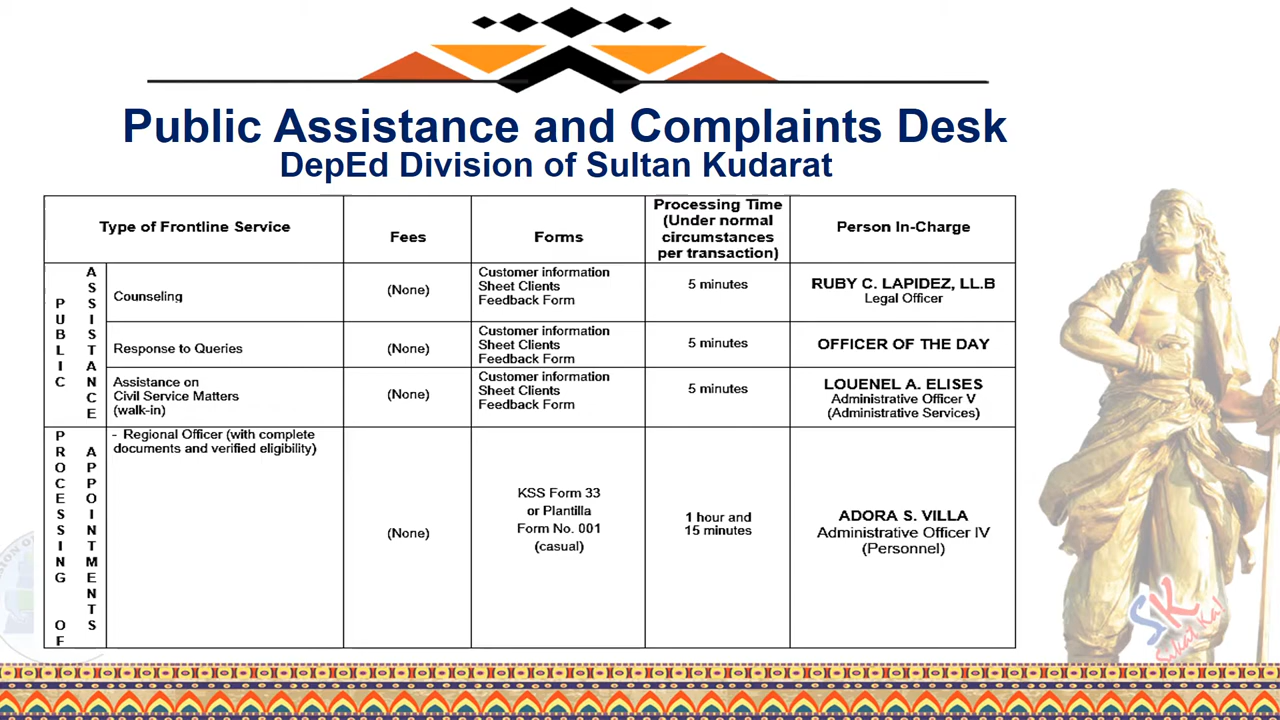 Public Assistance and Complaints Desk
DepEd Division of Sultan Kudarat
Type of Frontline Service
Fees
Forms
Processing Time
(Under normal
circumstances
per transaction)
Person In-Charge
PUBLIC
ASSISTANCE
Counseling
(None)
Customer information
Sheet Clients
Feedback Form
5 minutes
RUBY C. LAPIDEZ, LL.B
Legal Officer
Response to Queries
(None)
Customer information
Sheet Clients
Feedback Form
5 minutes
OFFICER OF THE DAY
Assistance on
Civil Service Matters
(walk-in)
(None)
Customer information
Sheet Clients
Feedback Form
5 minutes
LOUENEL A. ELISES
Administrative Officer V
(Administrative Services)
PROCESSING OF
APPOINTMENTS
- Regional Officer (with complete
documents and verified eligibility)
(None)
KSS Form 33
or Plantilla
Form No. 001
(casual)
1 hour and
15 minutes
ADORA S. VILLA
Administrative Officer IV
(Personnel)
SK
Sikat Ka!